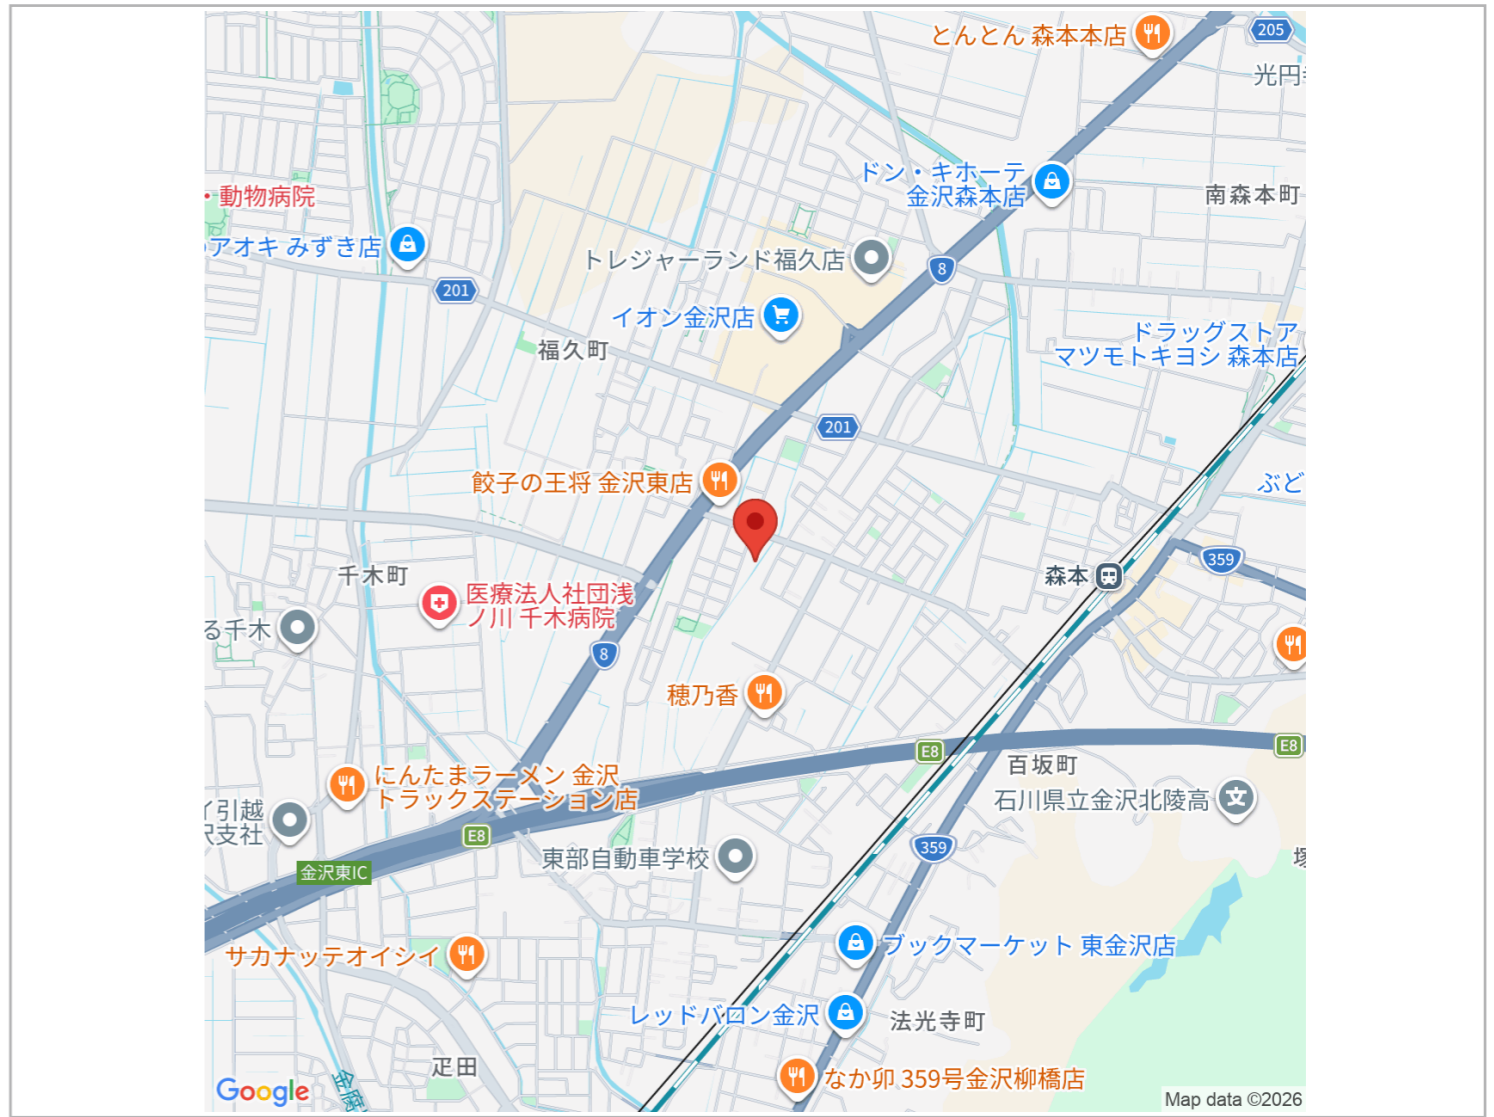 とんとん 森本本店
205
光円
ドン・キホーテ
金沢森本店
南森本町
動物病院
アオキ みずき店
トレジャーランド福久店
8
201
イオン金沢店
福久町
ドラッグストア
マツモトキヨシ 森本店
201
餃子の王将 金沢東店
ぶど
359
森本
千木町
医療法人社団浅
ノ川 千木病院
る千木
8
穂乃香
E8
E8
百坂町
にんたまラーメン 金沢
トラックステーション店
石川県立金沢北陵高
イ引越
沢支社
E8
359
東部自動車学校
金沢東IC
ブックマーケット 東金沢店
サカナッテオイシイ
レッドバロン金沢
法光寺町
疋田
なか卯 359号金沢柳橋店
金腐
Google
Map data ©2026